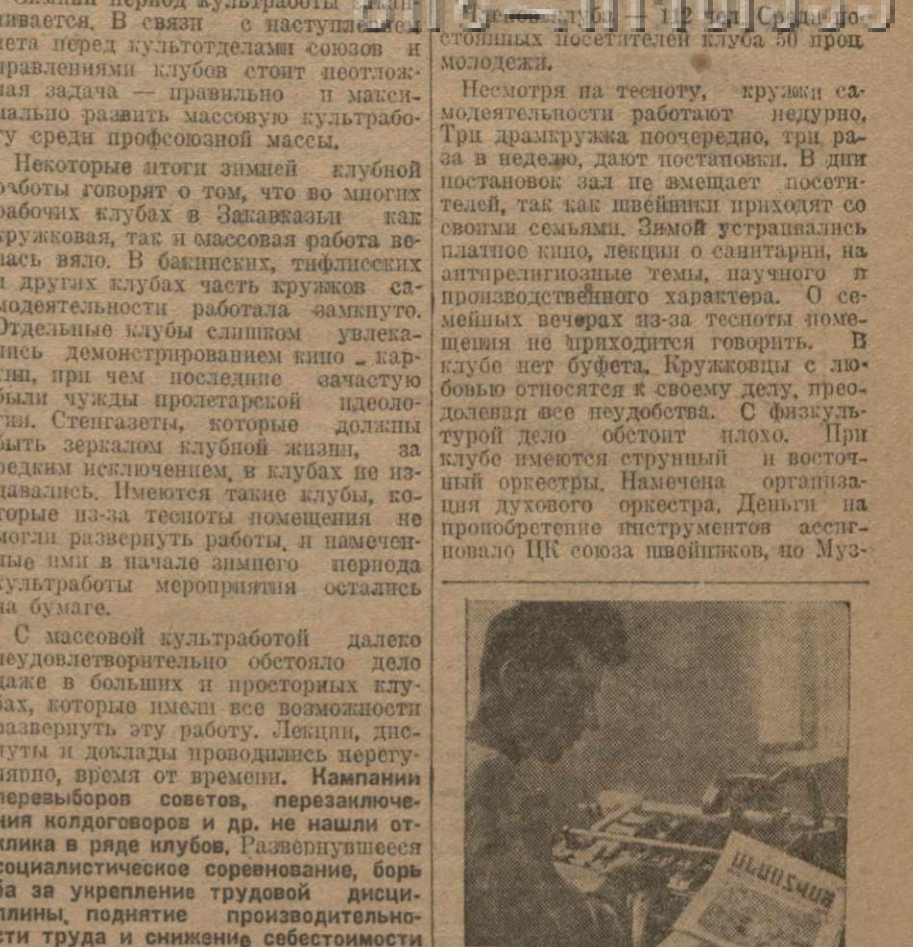 Зимний период культработы
вается. В связи с наступлением
лета перед культотделами союзов и
правлениями клубов стоит неотлож-
ная задача — правильно и макси-
мально развить массовую культрабо-
ту среди профсоюзной массы.
Некоторые итоги зимней клубной
работы говорят о том, что во многих
рабочих клубах в Закавказьи как
кружковая, так и массовая работа ве-
лась вяло. В бакинских, тифлисских
и других клубах часть кружков са-
модеятельности работала замкнуто.
Отдельные клубы слишком увлека-
лись демонстрированием кино - кар-
тин, при чем последние зачастую
были чужды пролетарской идеоло-
гии. Стенгазеты, которые должны
быть зеркалом клубной жизни, за
редким исключением, в клубах не из-
давались. Имеются такие клубы, ко-
торые из-за тесноты помещения не
могли развернуть работы, и намечен-
ные ими в начале зимнего периода
культработы мероприятия остались
на бумаге.
С массовой культработой далеко
неудовлетворительно обстояло дело
даже в больших и просторных клу-
бах, которые имели все возможности
развернуть эту работу. Лекции, дис-
путы и доклады проводились нерегу-
лярно, время от времени. Кампании
перевыборов советов, перезаключе-
ния колдоговоров и др. не нашли от-
клика в ряде клубов. Развернувшееся
социалистическое соревнование, борь
ба за укрепление трудовой дисци-
плины, поднятие производительно-
сти труда и снижение себестоимости
Членов клуба — 112 чел. Среди по-
стоянных посетителей клуба 50 проц.
молодежи.
Несмотря на тесноту, кружки са-
модеятельности работают недурно.
Три драмкружка поочередно, три ра-
за в неделю, дают постановки. В дни
постановок зал не вмещает посети-
телей, так как швейники приходят со
своими семьями. Зимой устраивались
платное кино, лекции о санитарии, на
антирелигиозные темы, научного и
производственного характера. О се-
мейных вечерах из-за тесноты поме-
щения не приходится говорить. В
клубе нет буфета. Кружковцы с лю-
бовью относятся к своему делу, прео-
долевая все неудобства. С физкуль-
турой дело обстоит плохо. При
клубе имеются струнный и восточ-
ный оркестры. Намечена организа-
ция духового оркестра. Деньги на
приобретение инструментов ассиг-
новало ЦК союза швейников, но Муз-